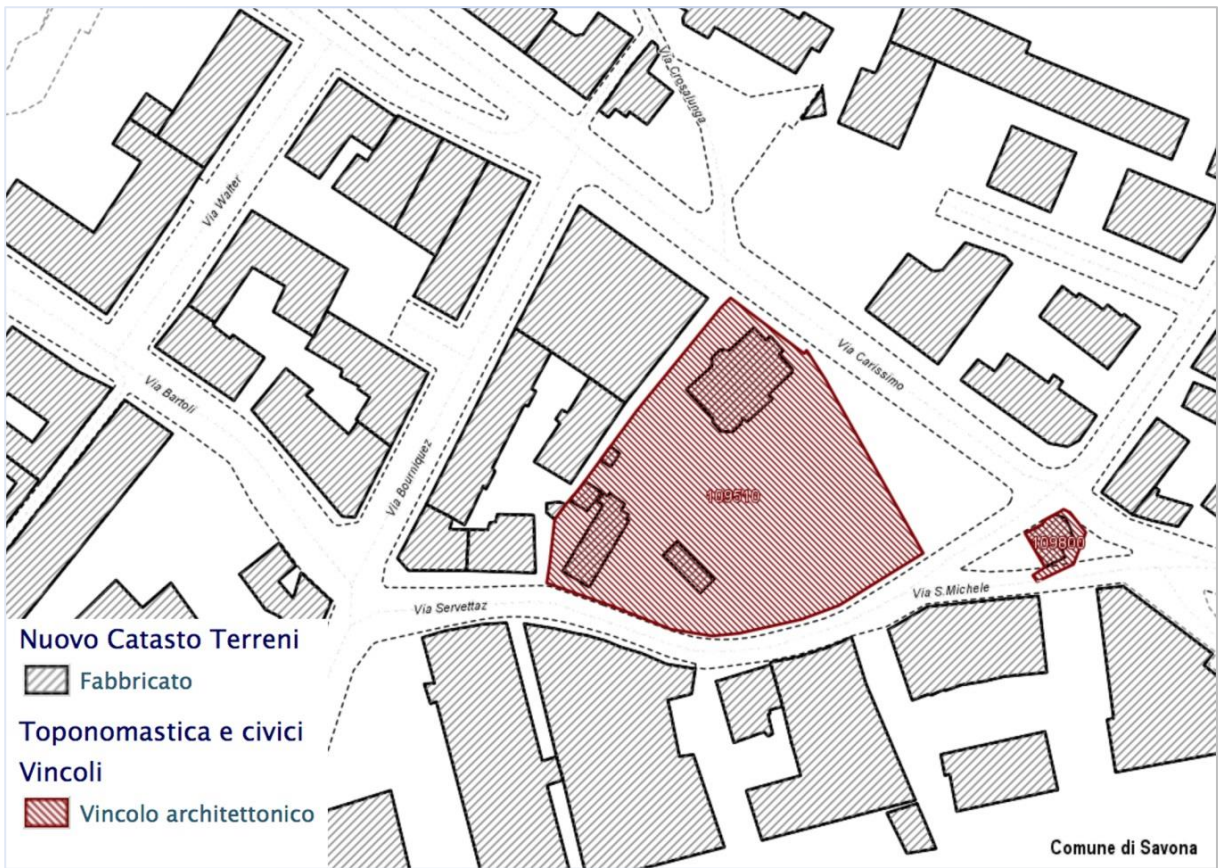 Via Crosalunga
Via Walter
Via Carissimo
Via Bartoli
Via Bourniquez
109510
109800
Via S.Michele
Via Servettaz
Nuovo Catasto Terreni
Fabbricato
Toponomastica e civici
Vincoli
Vincolo architettonico
Comune di Savona